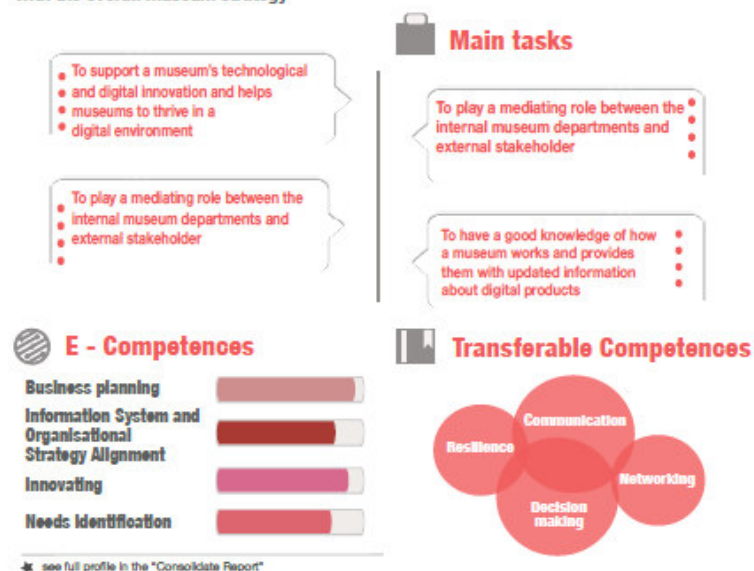 To support a museum's technological
and digital innovation and helps
museums to thrive in a
digital environment
To play a mediating role between the
internal museum departments and
external stakeholder
Main tasks
To play a mediating role between the
internal museum departments and
external stakeholder
To have a good knowledge of how
a museum works and provides
them with updated information
about digital products
E - Competences
Business planning
Information System and
Organisational
Strategy Alignment
Innovating
Needs Identification
Transferable Competences
Communication
Resilience
Networking
Decision
making
see full profile in the "Consolidate Report"